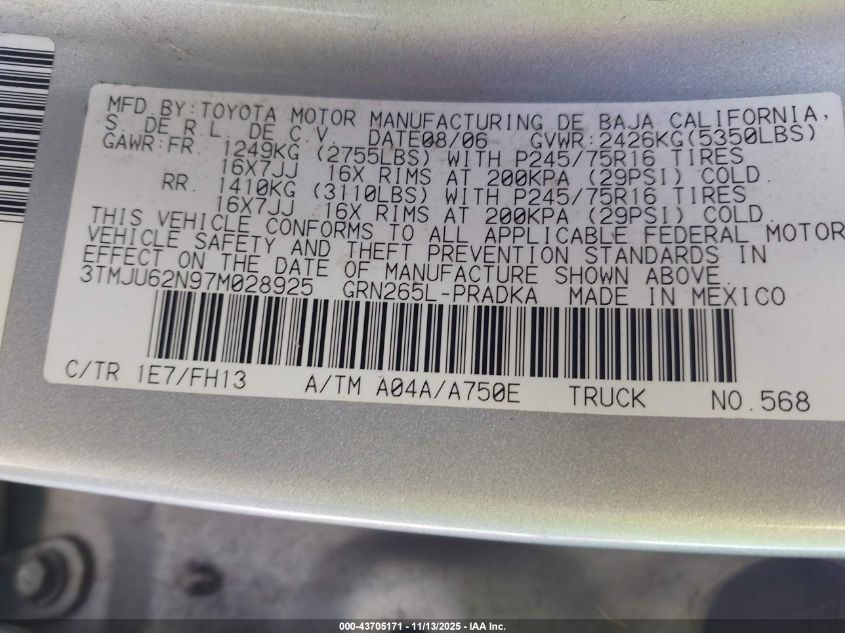 MFD BY: TOYOTA MOTOR MANUFACTURING DE BAJA CALIFORNIA,
S. DE R.L. DE C.V. DATE08/06 GVWR:2426KG(5350LBS)
GAWR:FR. 1249KG (2755LBS) WITH P245/75R16 TIRES
16X7JJ 16X RIMS AT 200KPA (29PSI) COLD.
RR. 1410KG (3110LBS) WITH P245/75R16 TIRES
16X7JJ 16X RIMS AT 200KPA (29PSI) COLD.
THIS VEHICLE CONFORMS TO ALL APPLICABLE FEDERAL MOTOR
VEHICLE SAFETY AND THEFT PREVENTION STANDARDS IN
EFFECT ON THE DATE OF MANUFACTURE SHOWN ABOVE.
3TMJU62N97M028925 GRN265L-PRADKA MADE IN MEXICO
C/TR 1E7/FH13 A/TM A04A/A750E TRUCK NO.568
000-43705171 - 11/13/2025 - IAA Inc.